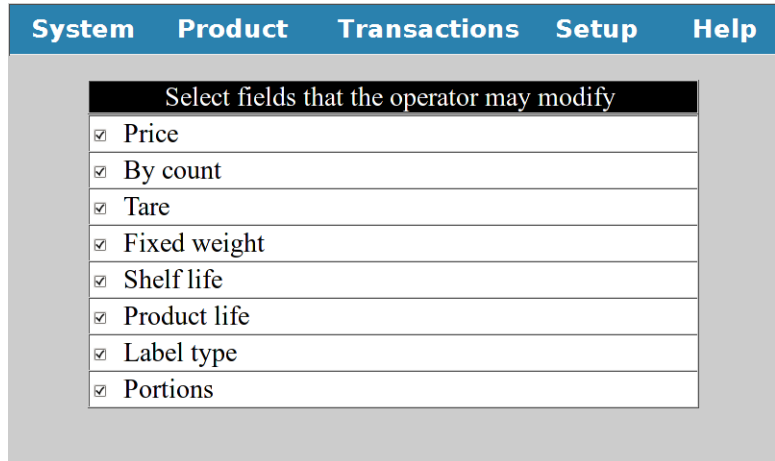 System Product Transactions Setup Help
Select fields that the operator may modify
Price
By count
Tare
Fixed weight
Shelf life
Product life
Label type
Portions